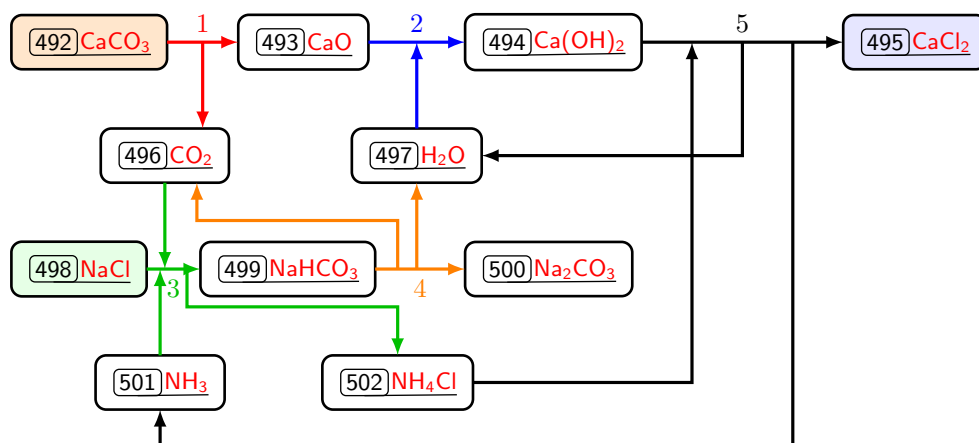 1 2 5
492 CaCO₃ 493 CaO 494 Ca(OH)₂ 495 CaCl₂
496 CO₂ 497 H₂O
498 NaCl 499 NaHCO₃ 500 Na₂CO₃
3 4
501 NH₃ 502 NH₄Cl